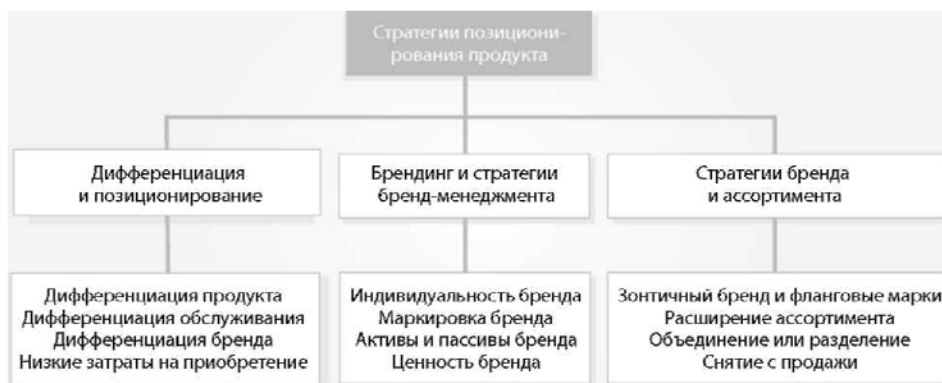 Стратегии позициони-
рования продукта
Дифференциация
и позиционирование
Брендинг и стратегии
бренд-менеджмента
Стратегии бренда
и ассортимента
Дифференциация продукта
Дифференциация обслуживания
Дифференциация бренда
Низкие затраты на приобретение
Индивидуальность бренда
Маркировка бренда
Активы и пассивы бренда
Ценность бренда
Зонтичный бренд и фланговые марки
Расширение ассортимента
Объединение или разделение
Снятие с продажи